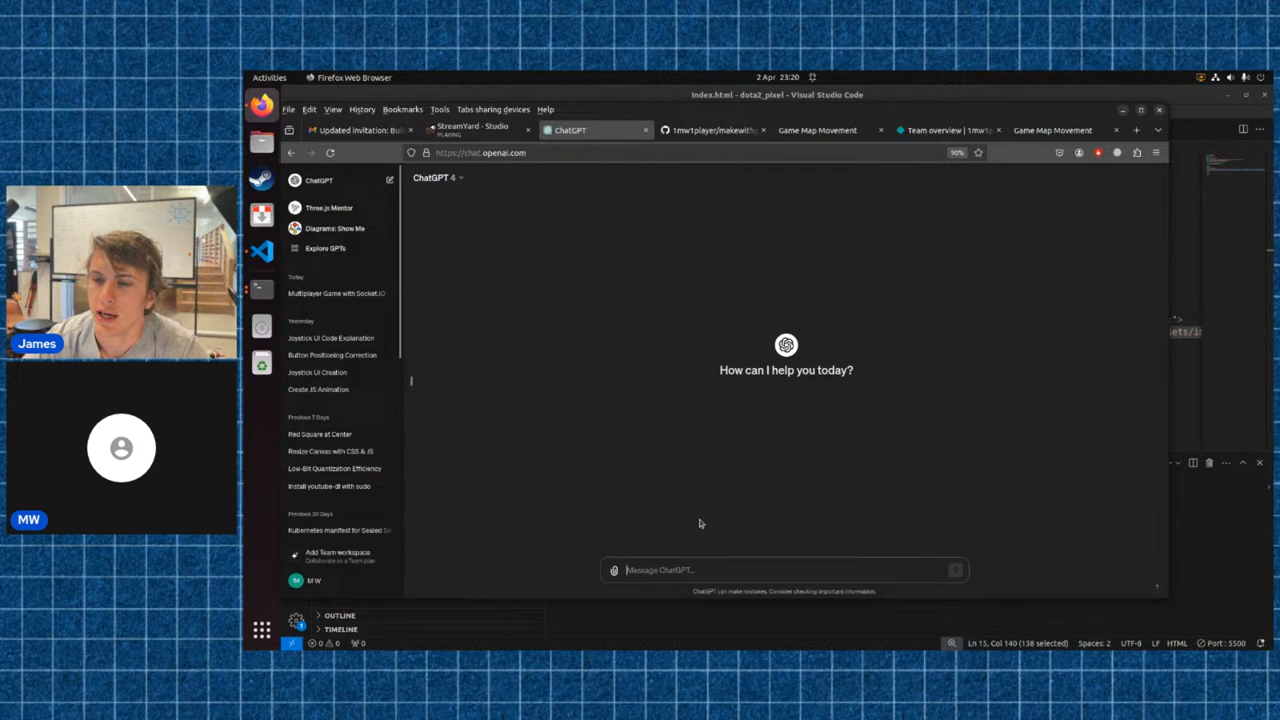 Activities
Firefox Web Browser
2 Apr 23:20
index.html - dota2_pixel - Visual Studio Code
File Edit View History Bookmarks Tools Tabs sharing devices Help
Updated invitation: Buil
StreamYard - Studio
PLAYING
ChatGPT
1mw1player/makewithg
Game Map Movement
Team overview | 1mw1p
Game Map Movement
https://chat.openai.com
90%
ChatGPT
ChatGPT 4
Three.js Mentor
Diagrams: Show Me
Explore GPTs
Today
Multiplayer Game with Socket.IO
Yesterday
Joystick UI Code Explanation
Button Positioning Correction
Joystick UI Creation
Create JS Animation
Previous 7 Days
Red Square at Center
Resize Canvas with CSS & JS
Low-Bit Quantization Efficiency
Install youtube-dl with sudo
Previous 30 Days
Kubernetes manifest for Sealed Se
Add Team workspace
Collaborate on a Team plan
MW
How can I help you today?
Message ChatGPT...
ChatGPT can make mistakes. Consider checking important information.
?
">
sets/i
James
MW
OUTLINE
TIMELINE
0 0 0
Ln 15, Col 140 (138 selected) Spaces: 2 UTF-8 LF HTML Port : 5500